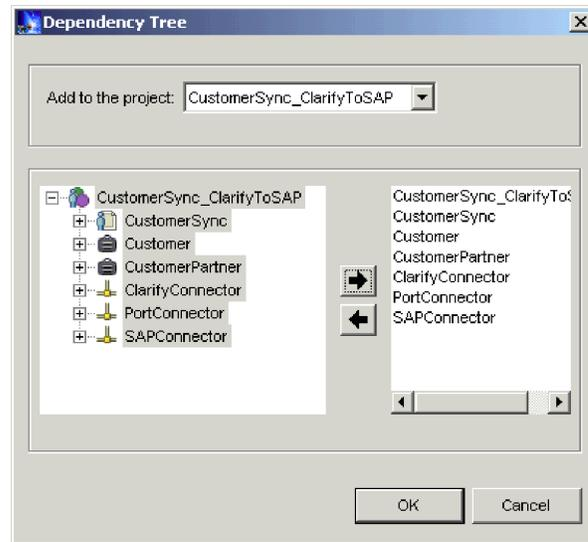 Dependency Tree
Add to the project: CustomerSync_ClarifyToSAP
CustomerSync_ClarifyToSAP
CustomerSync
Customer
CustomerPartner
ClarifyConnector
PortConnector
SAPConnector
CustomerSync_ClarifyToS
CustomerSync
Customer
CustomerPartner
ClarifyConnector
PortConnector
SAPConnector
OK
Cancel